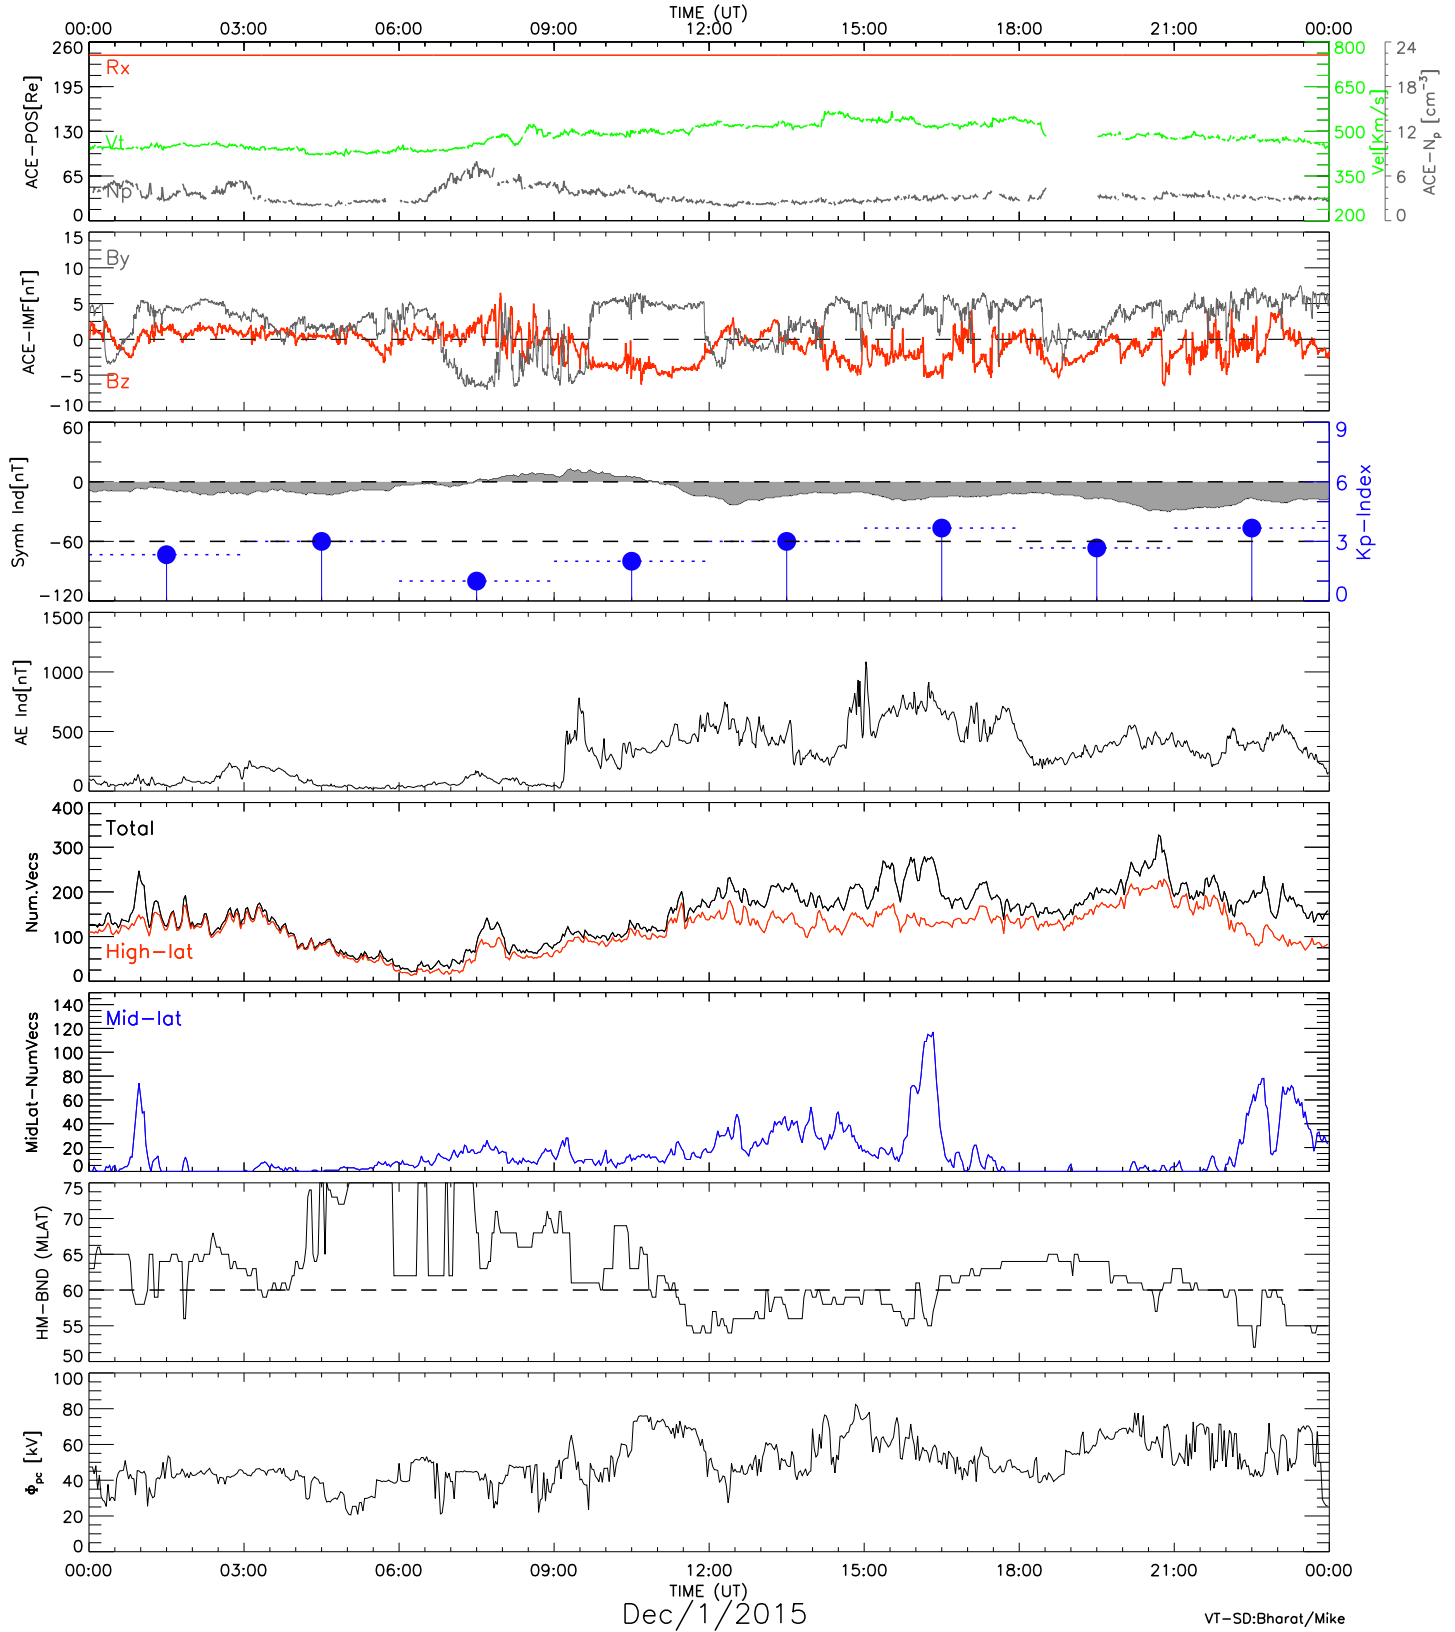 TIME (UT)
00:00 03:00 06:00 09:00 12:00 15:00 18:00 21:00 00:00
260 195 130 65 0
ACE-POS[Re]
Rx
Vt
Np
800 650 500 350 200
Vel[Km/s]
24 18 12 6 0
ACE-Np [cm-3]
15 10 5 0 -5 -10
ACE-IMF[nT]
By
Bz
60 0 -60 -120
Symh Ind[nT]
9 6 3 0
Kp-Index
1500 1000 500 0
AE Ind[nT]
400 300 200 100 0
Num.Vecs
Total
High-lat
140 120 100 80 60 40 20 0
MidLat-NumVecs
Mid-lat
75 70 65 60 55 50
HM-BND (MLAT)
100 80 60 40 20 0
Φpc [kV]
00:00 03:00 06:00 09:00 12:00 15:00 18:00 21:00 00:00
TIME (UT)
Dec/1/2015
VT-SD:Bharat/Mike